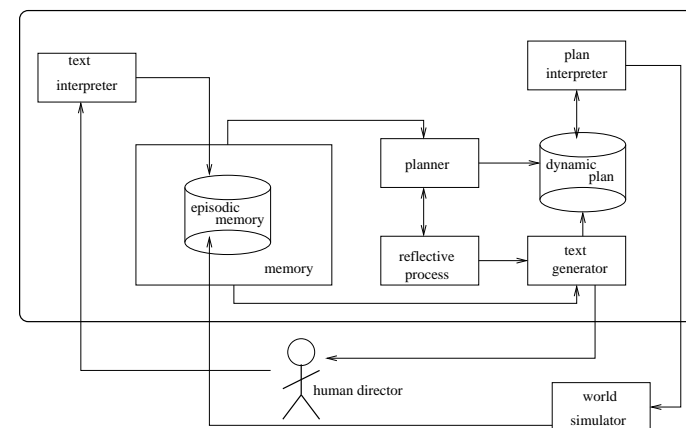 text
interpreter
plan
interpreter
planner
dynamic
plan
episodic
memory
memory
reflective
process
text
generator
human director
world
simulator